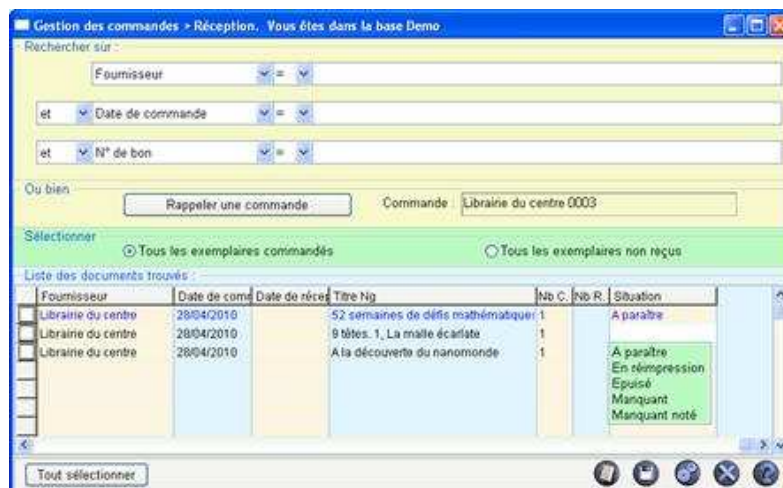 Gestion des commandes > Réception. Vous êtes dans la base Demo
Rechercher sur :
Fournisseur =
et Date de commande =
et N° de bon =
Ou bien
Rappeler une commande Commande : Librairie du centre 0003
Sélectionner
Tous les exemplaires commandés Tous les exemplaires non reçus
Liste des documents trouvés :
Fournisseur Date de comm Date de récep Titre Ng Nb C. Nb R. Situation
Librairie du centre 28/04/2010 52 semaines de défis mathématiques 1 A paraître
Librairie du centre 28/04/2010 9 têtes. 1, La malle écarlate 1
Librairie du centre 28/04/2010 A la découverte du nanomonde 1 A paraître
En réimpression
Epuisé
Manquant
Manquant noté
Tout sélectionner